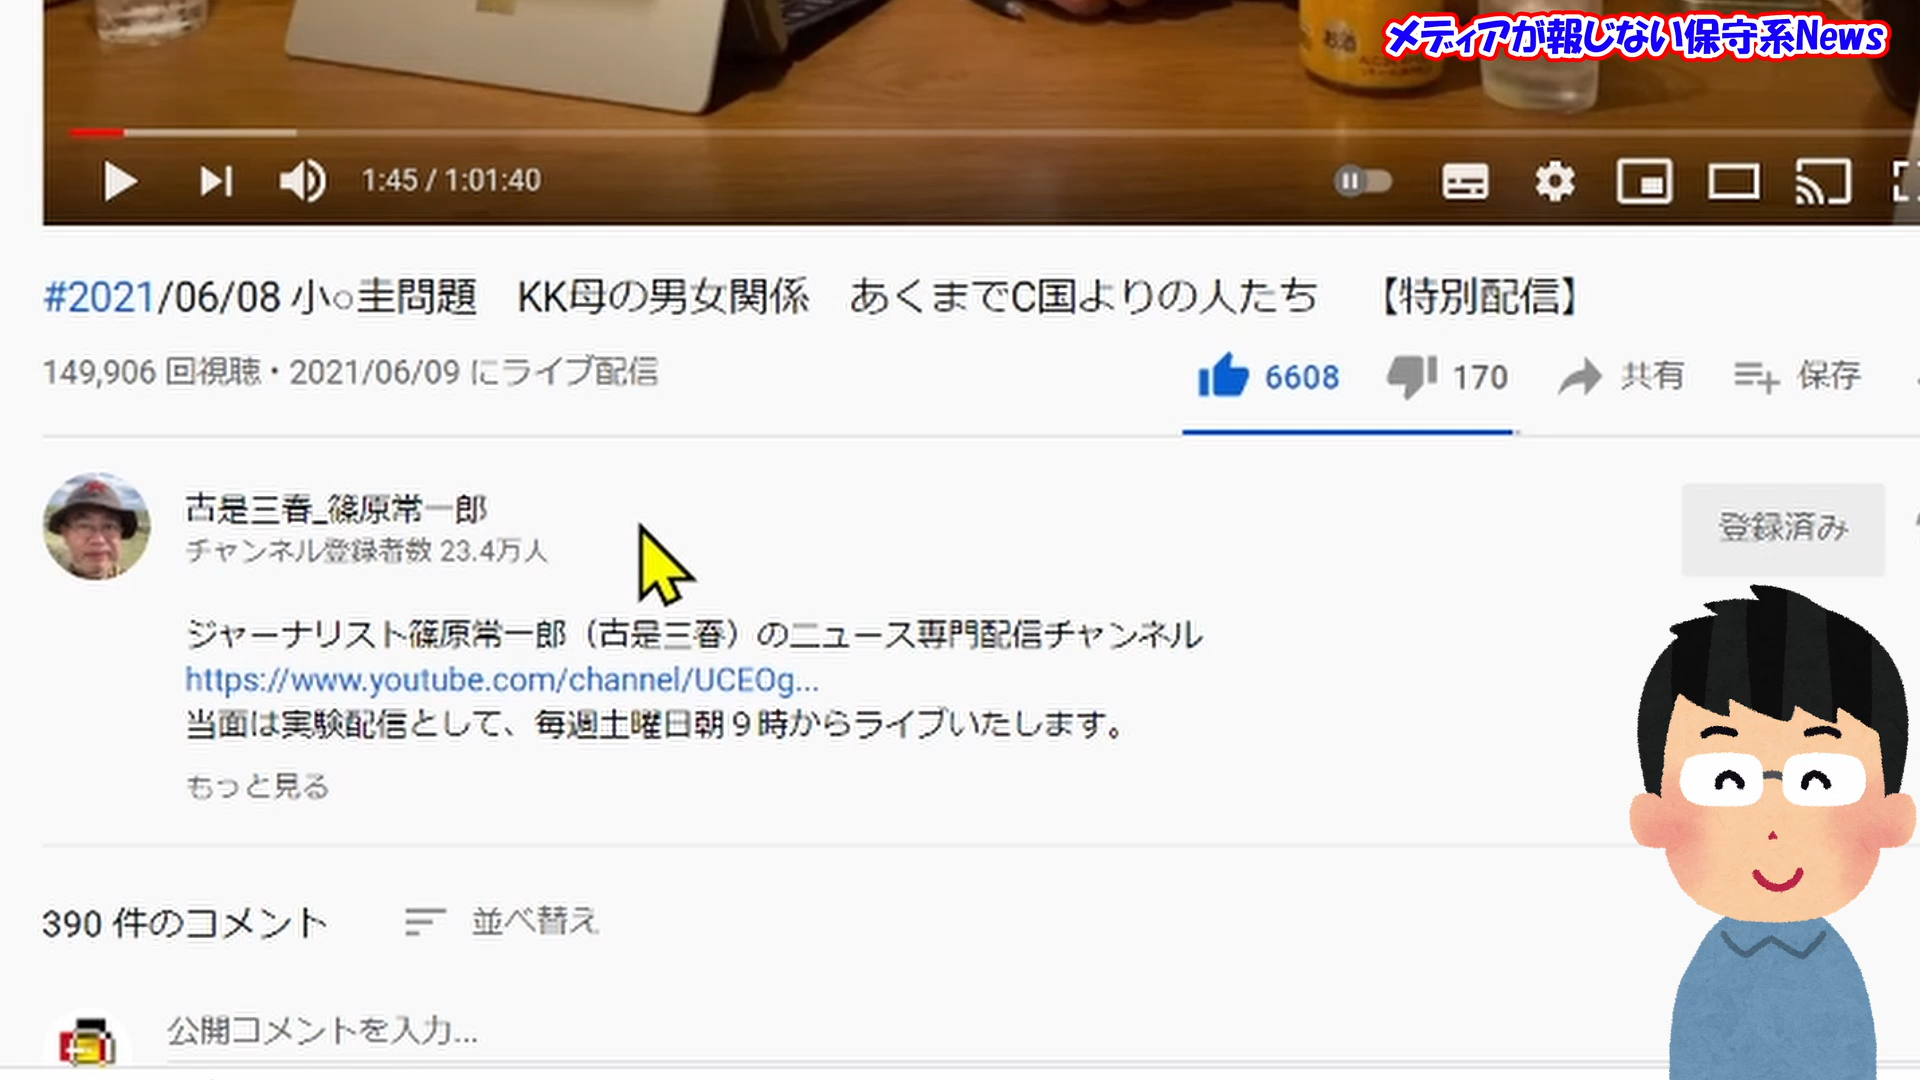 メディアが報じない保守系News
お酒
1:45 / 1:01:40
#2021/06/08 小○圭問題　KK母の男女関係　あくまでC国よりの人たち　【特別配信】
149,906 回視聴・2021/06/09 にライブ配信
6608
170
共有
保存
古是三春_篠原常一郎
チャンネル登録者数 23.4万人
登録済み
ジャーナリスト篠原常一郎（古是三春）のニュース専門配信チャンネル
https://www.youtube.com/channel/UCEOg...
当面は実験配信として、毎週土曜日朝９時からライブいたします。
もっと見る
390 件のコメント
並べ替え
公開コメントを入力...